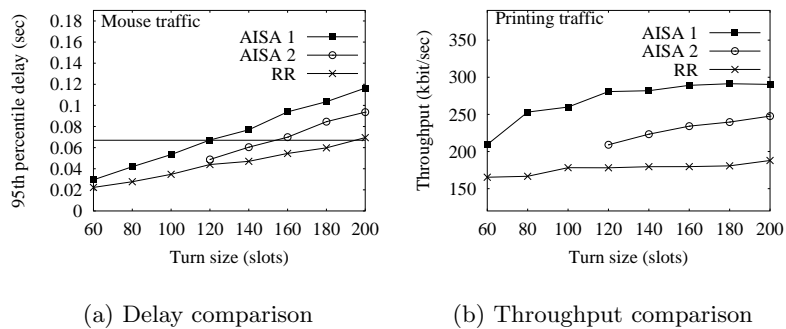 0.18
0.16
0.14
0.12
0.1
0.08
0.06
0.04
0.02
0
95th percentile delay (sec)
Mouse traffic
AISA 1
AISA 2
RR
60 80 100 120 140 160 180 200
Turn size (slots)
(a) Delay comparison
Printing traffic
350
300
250
200
150
Throughput (kbit/sec)
AISA 1
AISA 2
RR
60 80 100 120 140 160 180 200
Turn size (slots)
(b) Throughput comparison